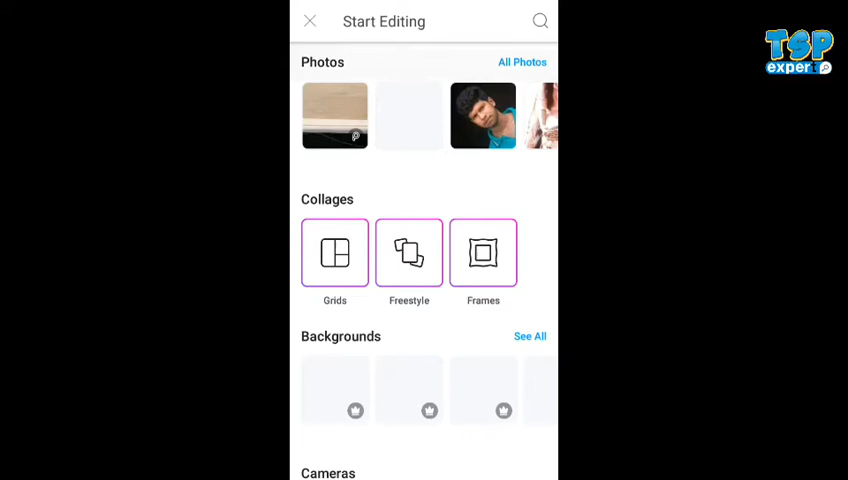 Start Editing
TSP
expert
Photos
All Photos
Collages
Grids
Freestyle
Frames
Backgrounds
See All
Cameras